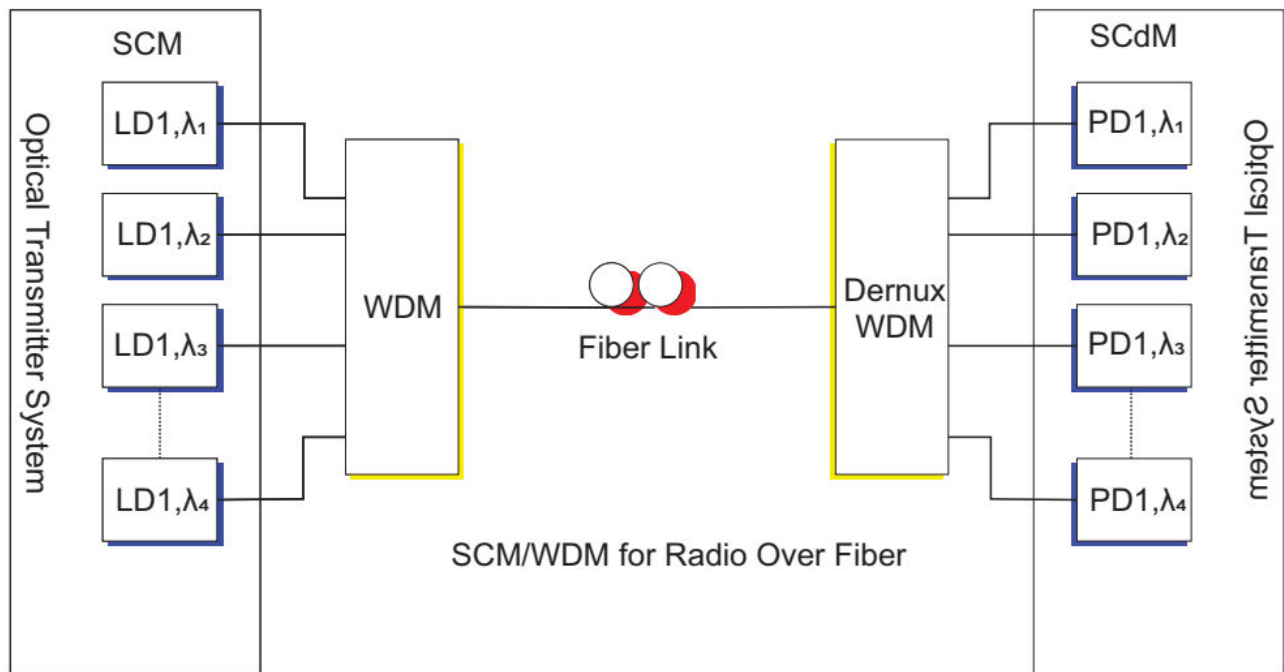 SCM
Optical Transmitter System
LD1,λ₁
LD1,λ₂
LD1,λ₃
LD1,λ₄
WDM
Fiber Link
Dernux
WDM
SCdM
PD1,λ₁
PD1,λ₂
PD1,λ₃
PD1,λ₄
Optical Transmitter System
SCM/WDM for Radio Over Fiber